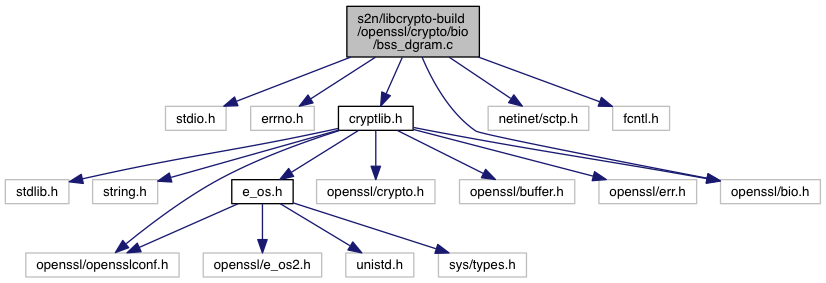 s2n/libcrypto-build
/openssl/crypto/bio
/bss_dgram.c
stdio.h
errno.h
cryptlib.h
netinet/sctp.h
fcntl.h
stdlib.h
string.h
e_os.h
openssl/crypto.h
openssl/buffer.h
openssl/err.h
openssl/bio.h
openssl/opensslconf.h
openssl/e_os2.h
unistd.h
sys/types.h